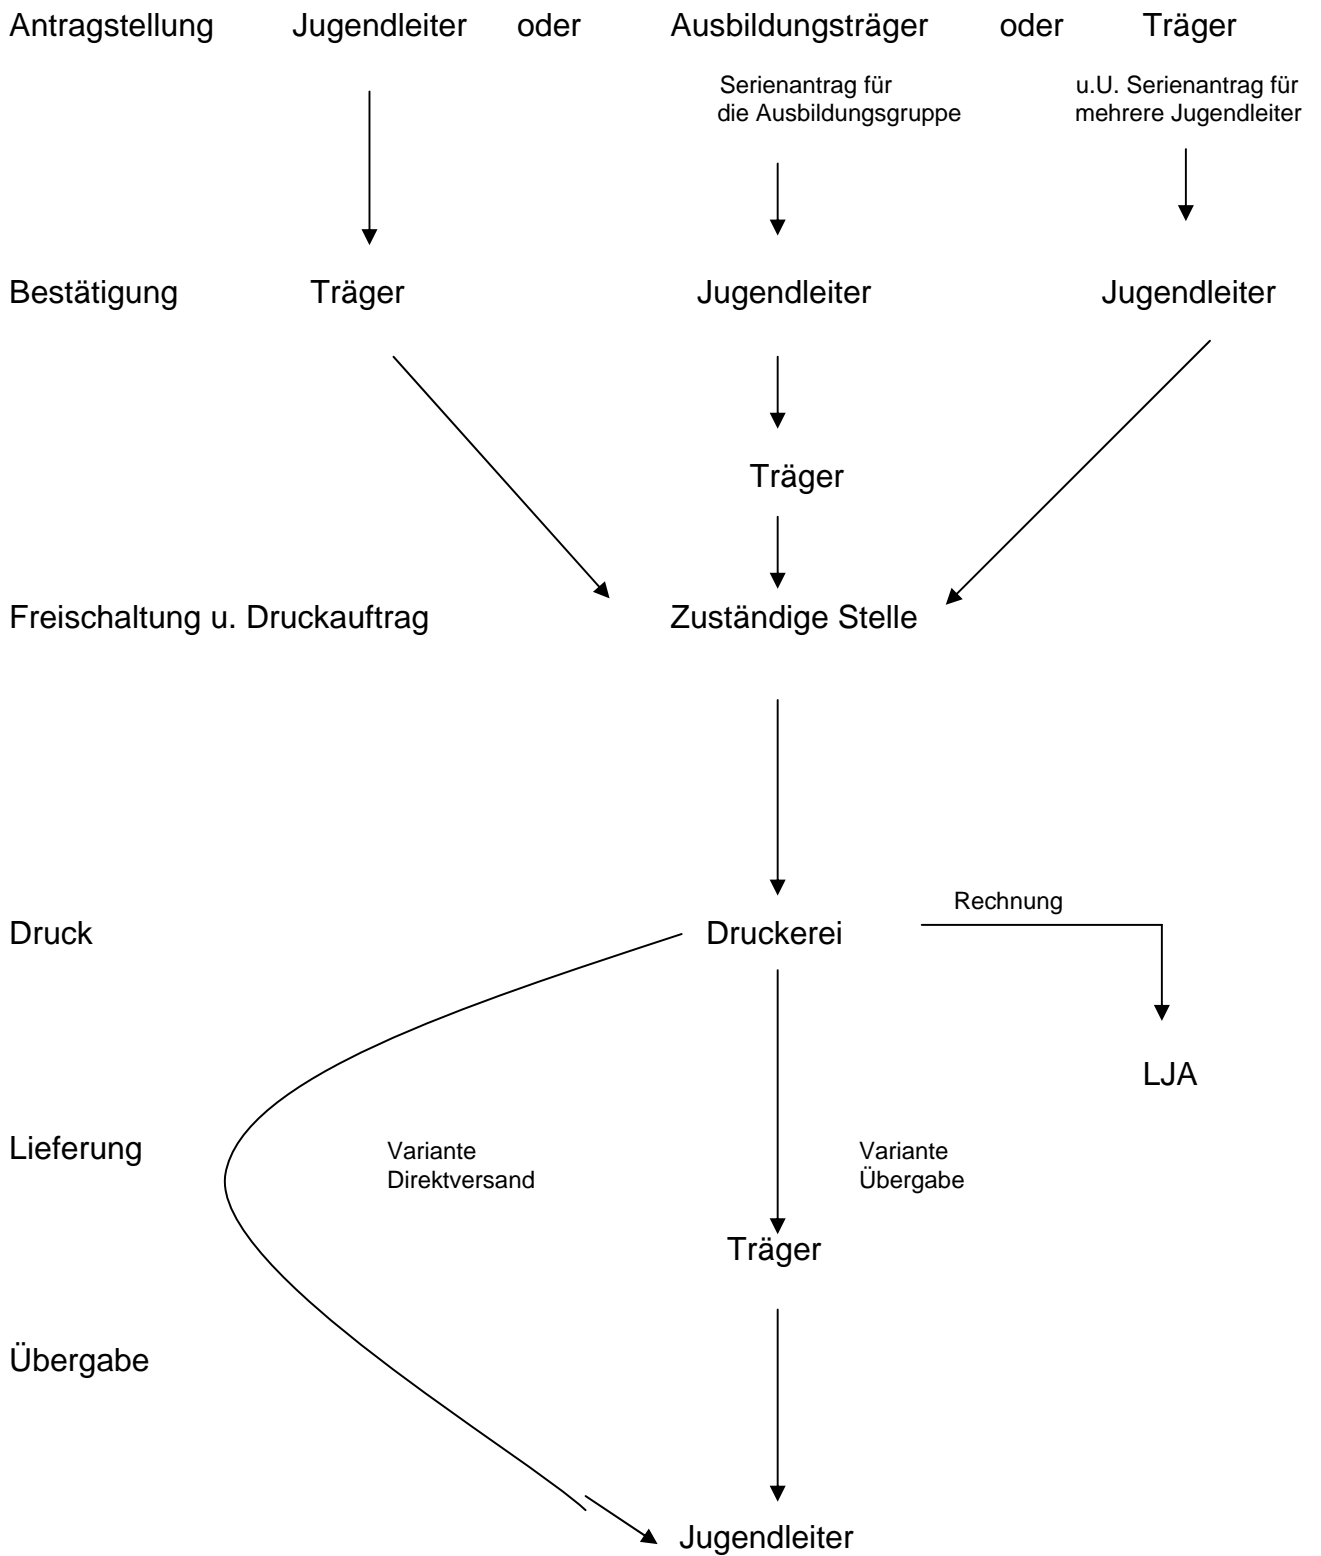 Antragstellung Jugendleiter oder Ausbildungsträger oder Träger
Serienantrag für
die Ausbildungsgruppe
u.U. Serienantrag für
mehrere Jugendleiter
Bestätigung Träger Jugendleiter Jugendleiter
Träger
Freischaltung u. Druckauftrag Zuständige Stelle
Rechnung
Druck Druckerei
LJA
Lieferung
Variante
Direktversand
Variante
Übergabe
Träger
Übergabe
Jugendleiter